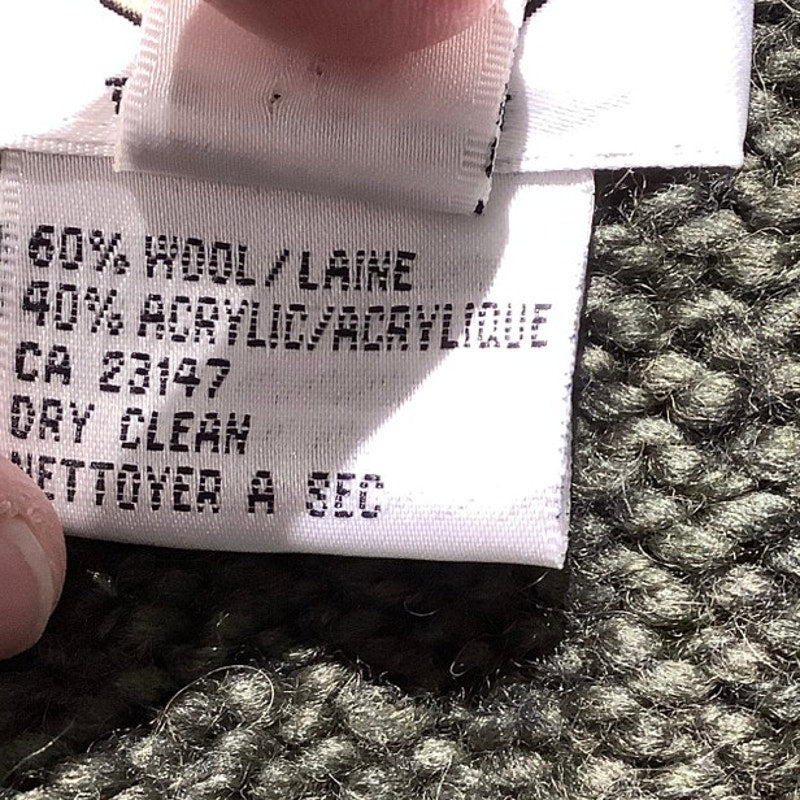 60% WOOL/LAINE
40% ACRYLIC/ACRYLIQUE
CA 23147
DRY CLEAN
NETTOYER A SEC